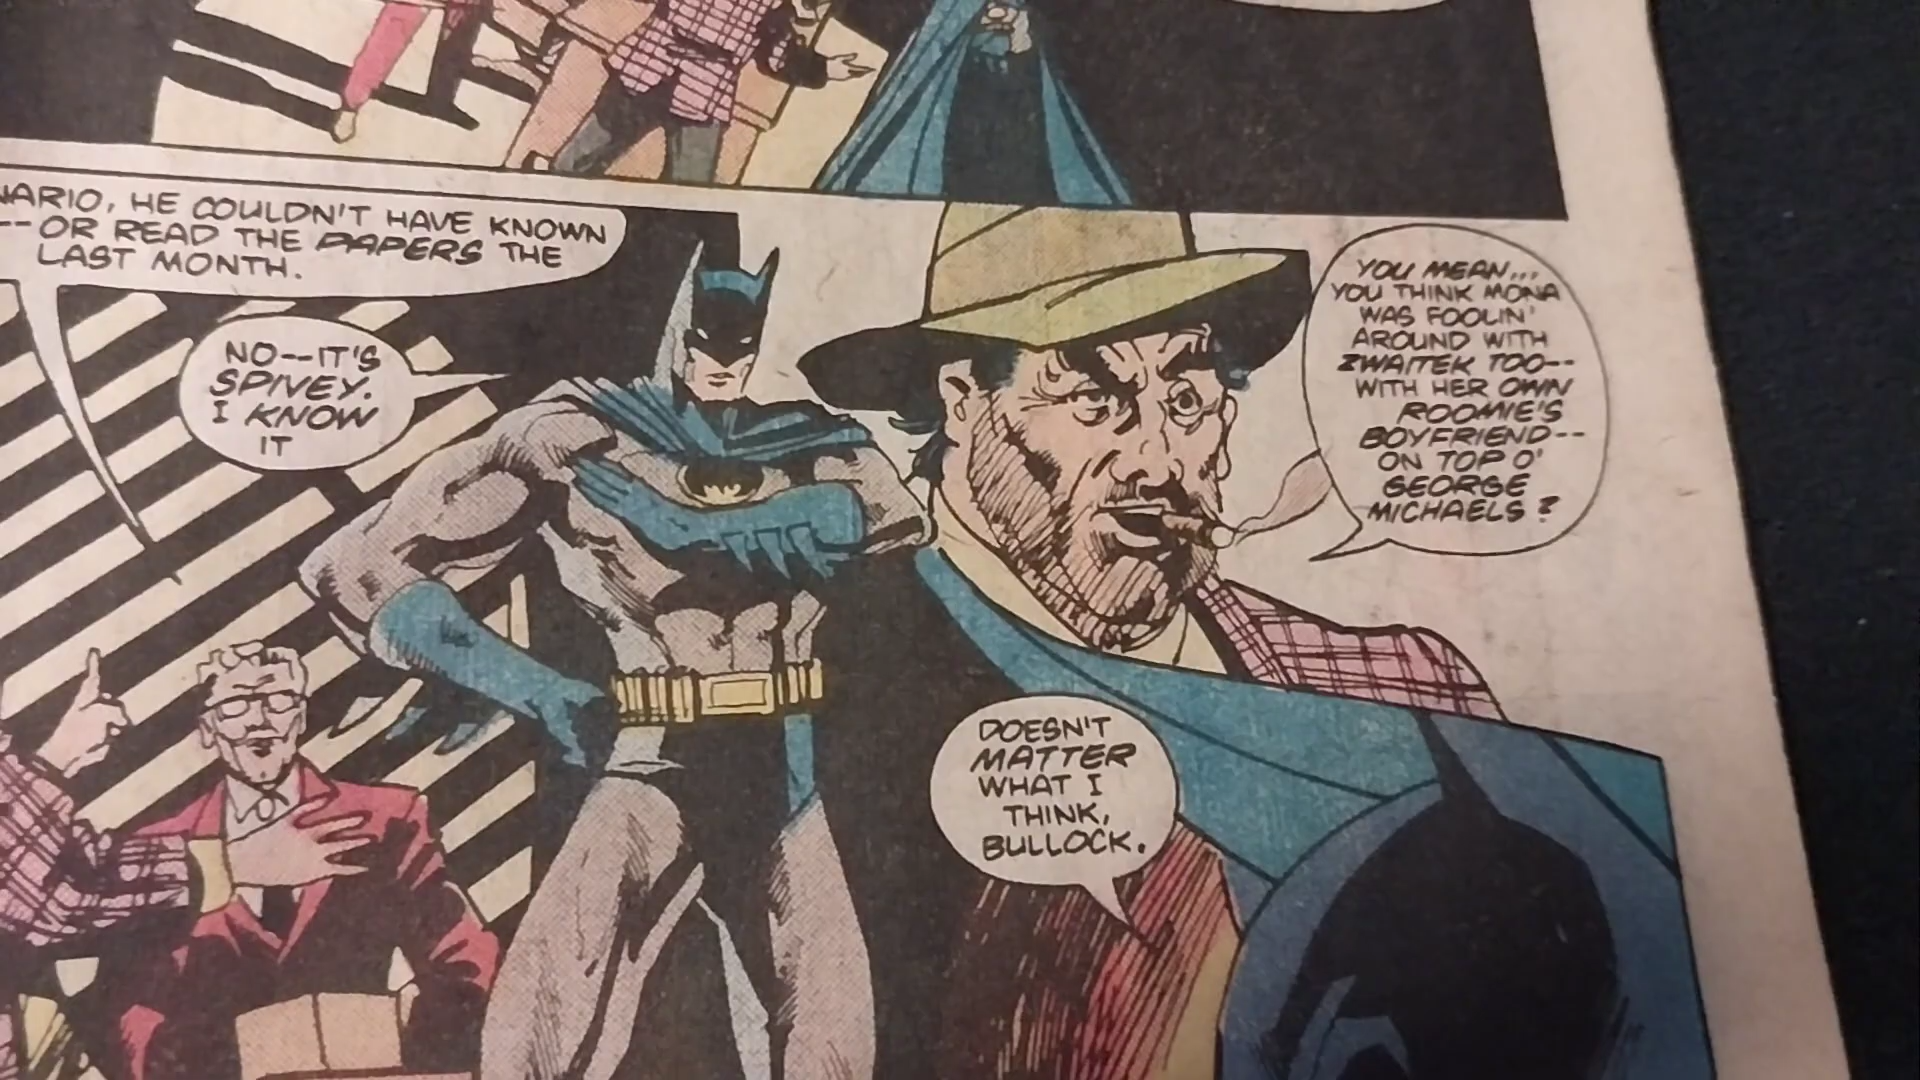 NARIO, HE COULDN'T HAVE KNOWN
--OR READ THE PAPERS THE
LAST MONTH.
NO--IT'S
SPIVEY.
I KNOW
IT
YOU MEAN...
YOU THINK MONA
WAS FOOLIN'
AROUND WITH
ZWAITEK TOO--
WITH HER OWN
ROOMIE'S
BOYFRIEND--
ON TOP O'
GEORGE
MICHAELS?
DOESN'T
MATTER
WHAT I
THINK,
BULLOCK.